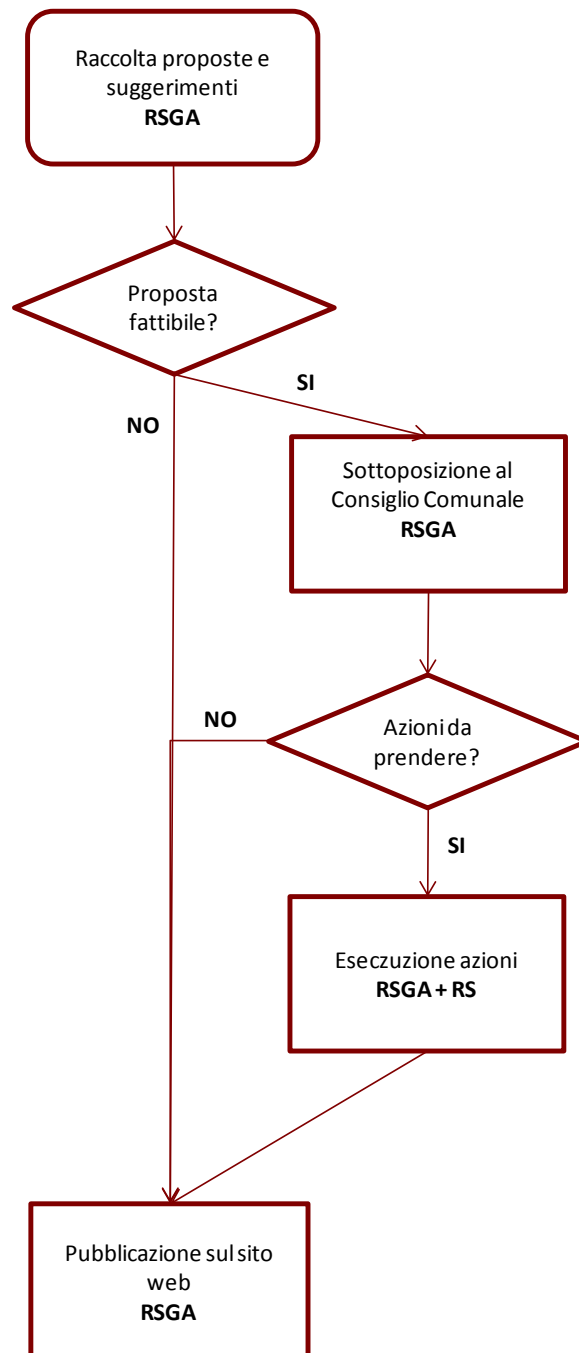 Raccolta proposte e
suggerimenti
RSGA
Proposta
fattibile?
SI
NO
Sottoposizione al
Consiglio Comunale
RSGA
NO
Azioni da
prendere?
SI
Eseczuzione azioni
RSGA + RS
Pubblicazione sul sito
web
RSGA